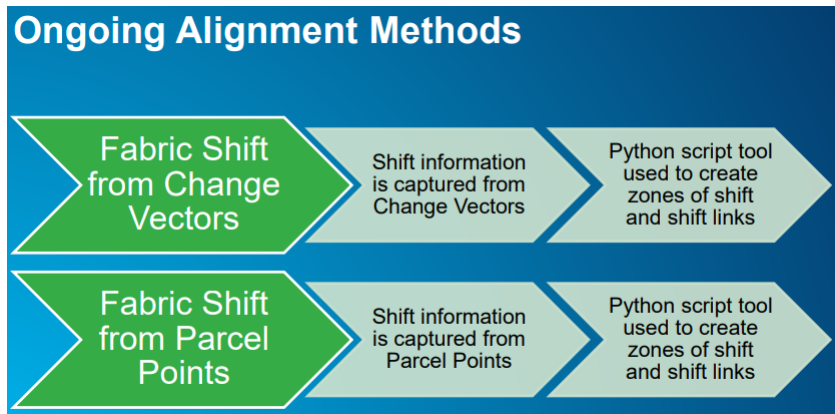 Ongoing Alignment Methods
Fabric Shift
from Change
Vectors
Shift information
is captured from
Change Vectors
Python script tool
used to create
zones of shift
and shift links
Fabric Shift
from Parcel
Points
Shift information
is captured from
Parcel Points
Python script tool
used to create
zones of shift
and shift links